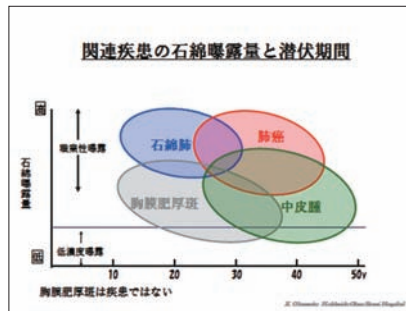 関連疾患の石綿曝露量と潜伏期間
高
石綿肺
肺癌
職業性曝露
石綿曝露量
胸膜肥厚斑
中皮腫
低濃度曝露
低
10 20 30 40 50y
胸膜肥厚斑は疾患ではない